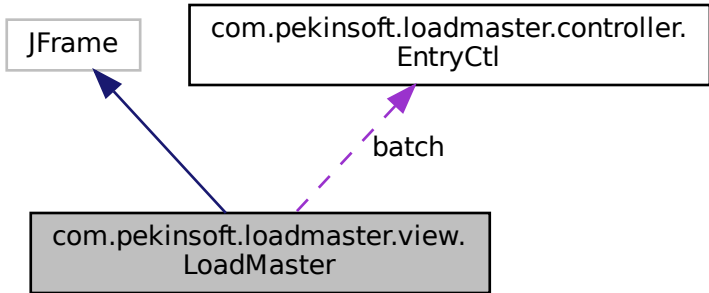 JFrame
com.pekinsoft.loadmaster.controller.
EntryCtl
batch
com.pekinsoft.loadmaster.view.
LoadMaster